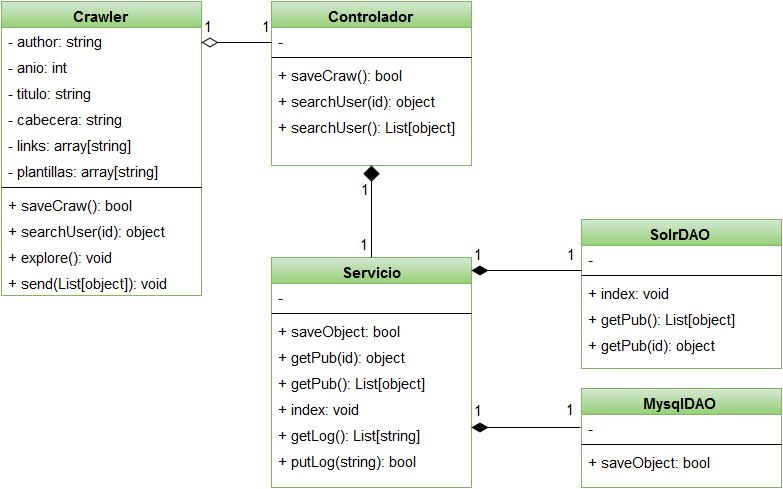 Crawler
- author: string
- anio: int
- titulo: string
- cabecera: string
- links: array[string]
- plantillas: array[string]
+ saveCraw(): bool
+ searchUser(id): object
+ explore(): void
+ send(List[object]): void
1
1
Controlador
-
+ saveCraw(): bool
+ searchUser(id): object
+ searchUser(): List[object]
1
1
Servicio
-
+ saveObject: bool
+ getPub(id): object
+ getPub(): List[object]
+ index: void
+ getLog(): List[string]
+ putLog(string): bool
1
1
SolrDAO
-
+ index: void
+ getPub(): List[object]
+ getPub(id): object
1
1
MysqlDAO
-
+ saveObject: bool